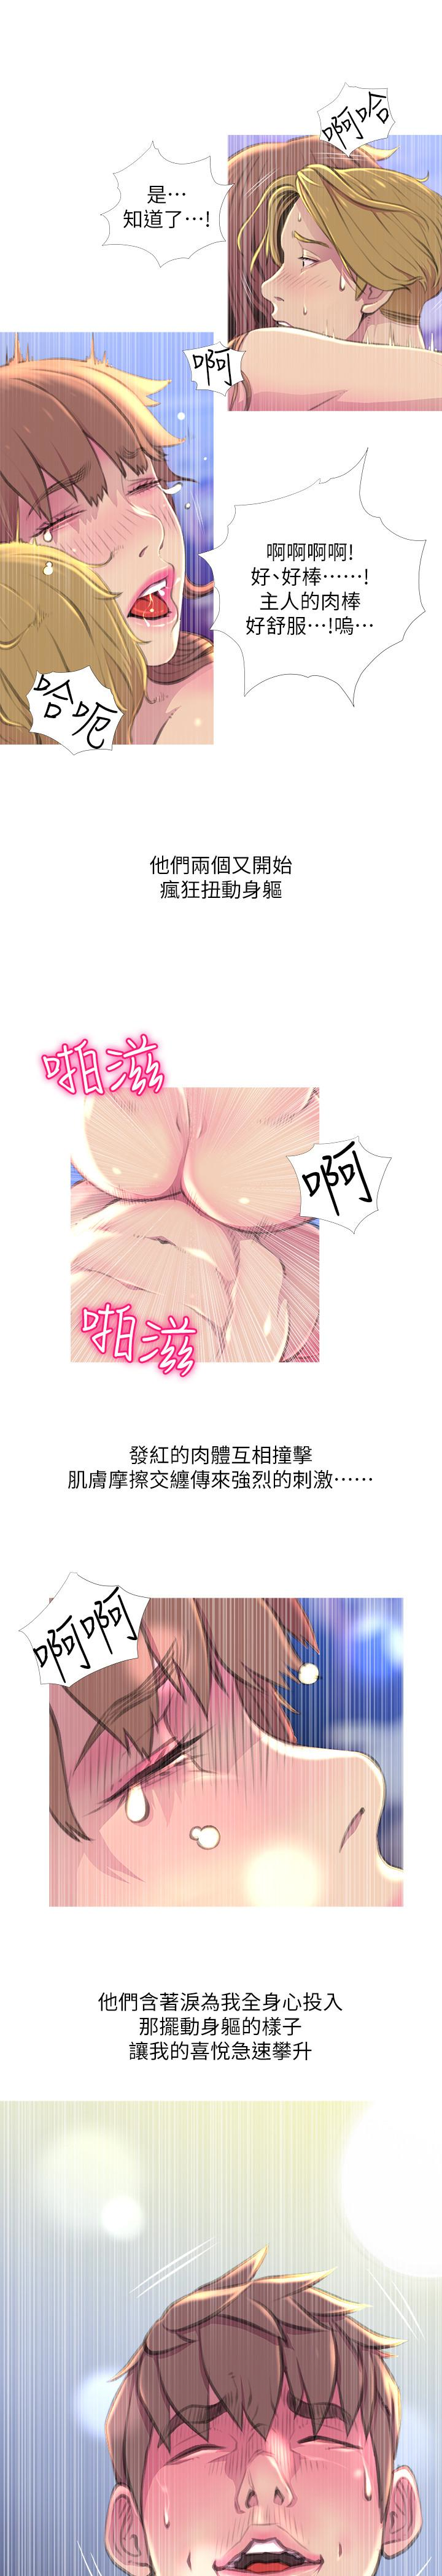 啊哈
是…
知道了…!
啊
啊啊啊啊!
好、好棒……!
主人的肉棒
好舒服…!嗚…
哈呃
他們兩個又開始
瘋狂扭動身軀
啪滋
啊
啪滋
發紅的肉體互相撞擊
肌膚摩擦交纏傳來強烈的刺激……
啊啊
他們含著淚為我全身心投入
那擺動身軀的樣子
讓我的喜悅急速攀升